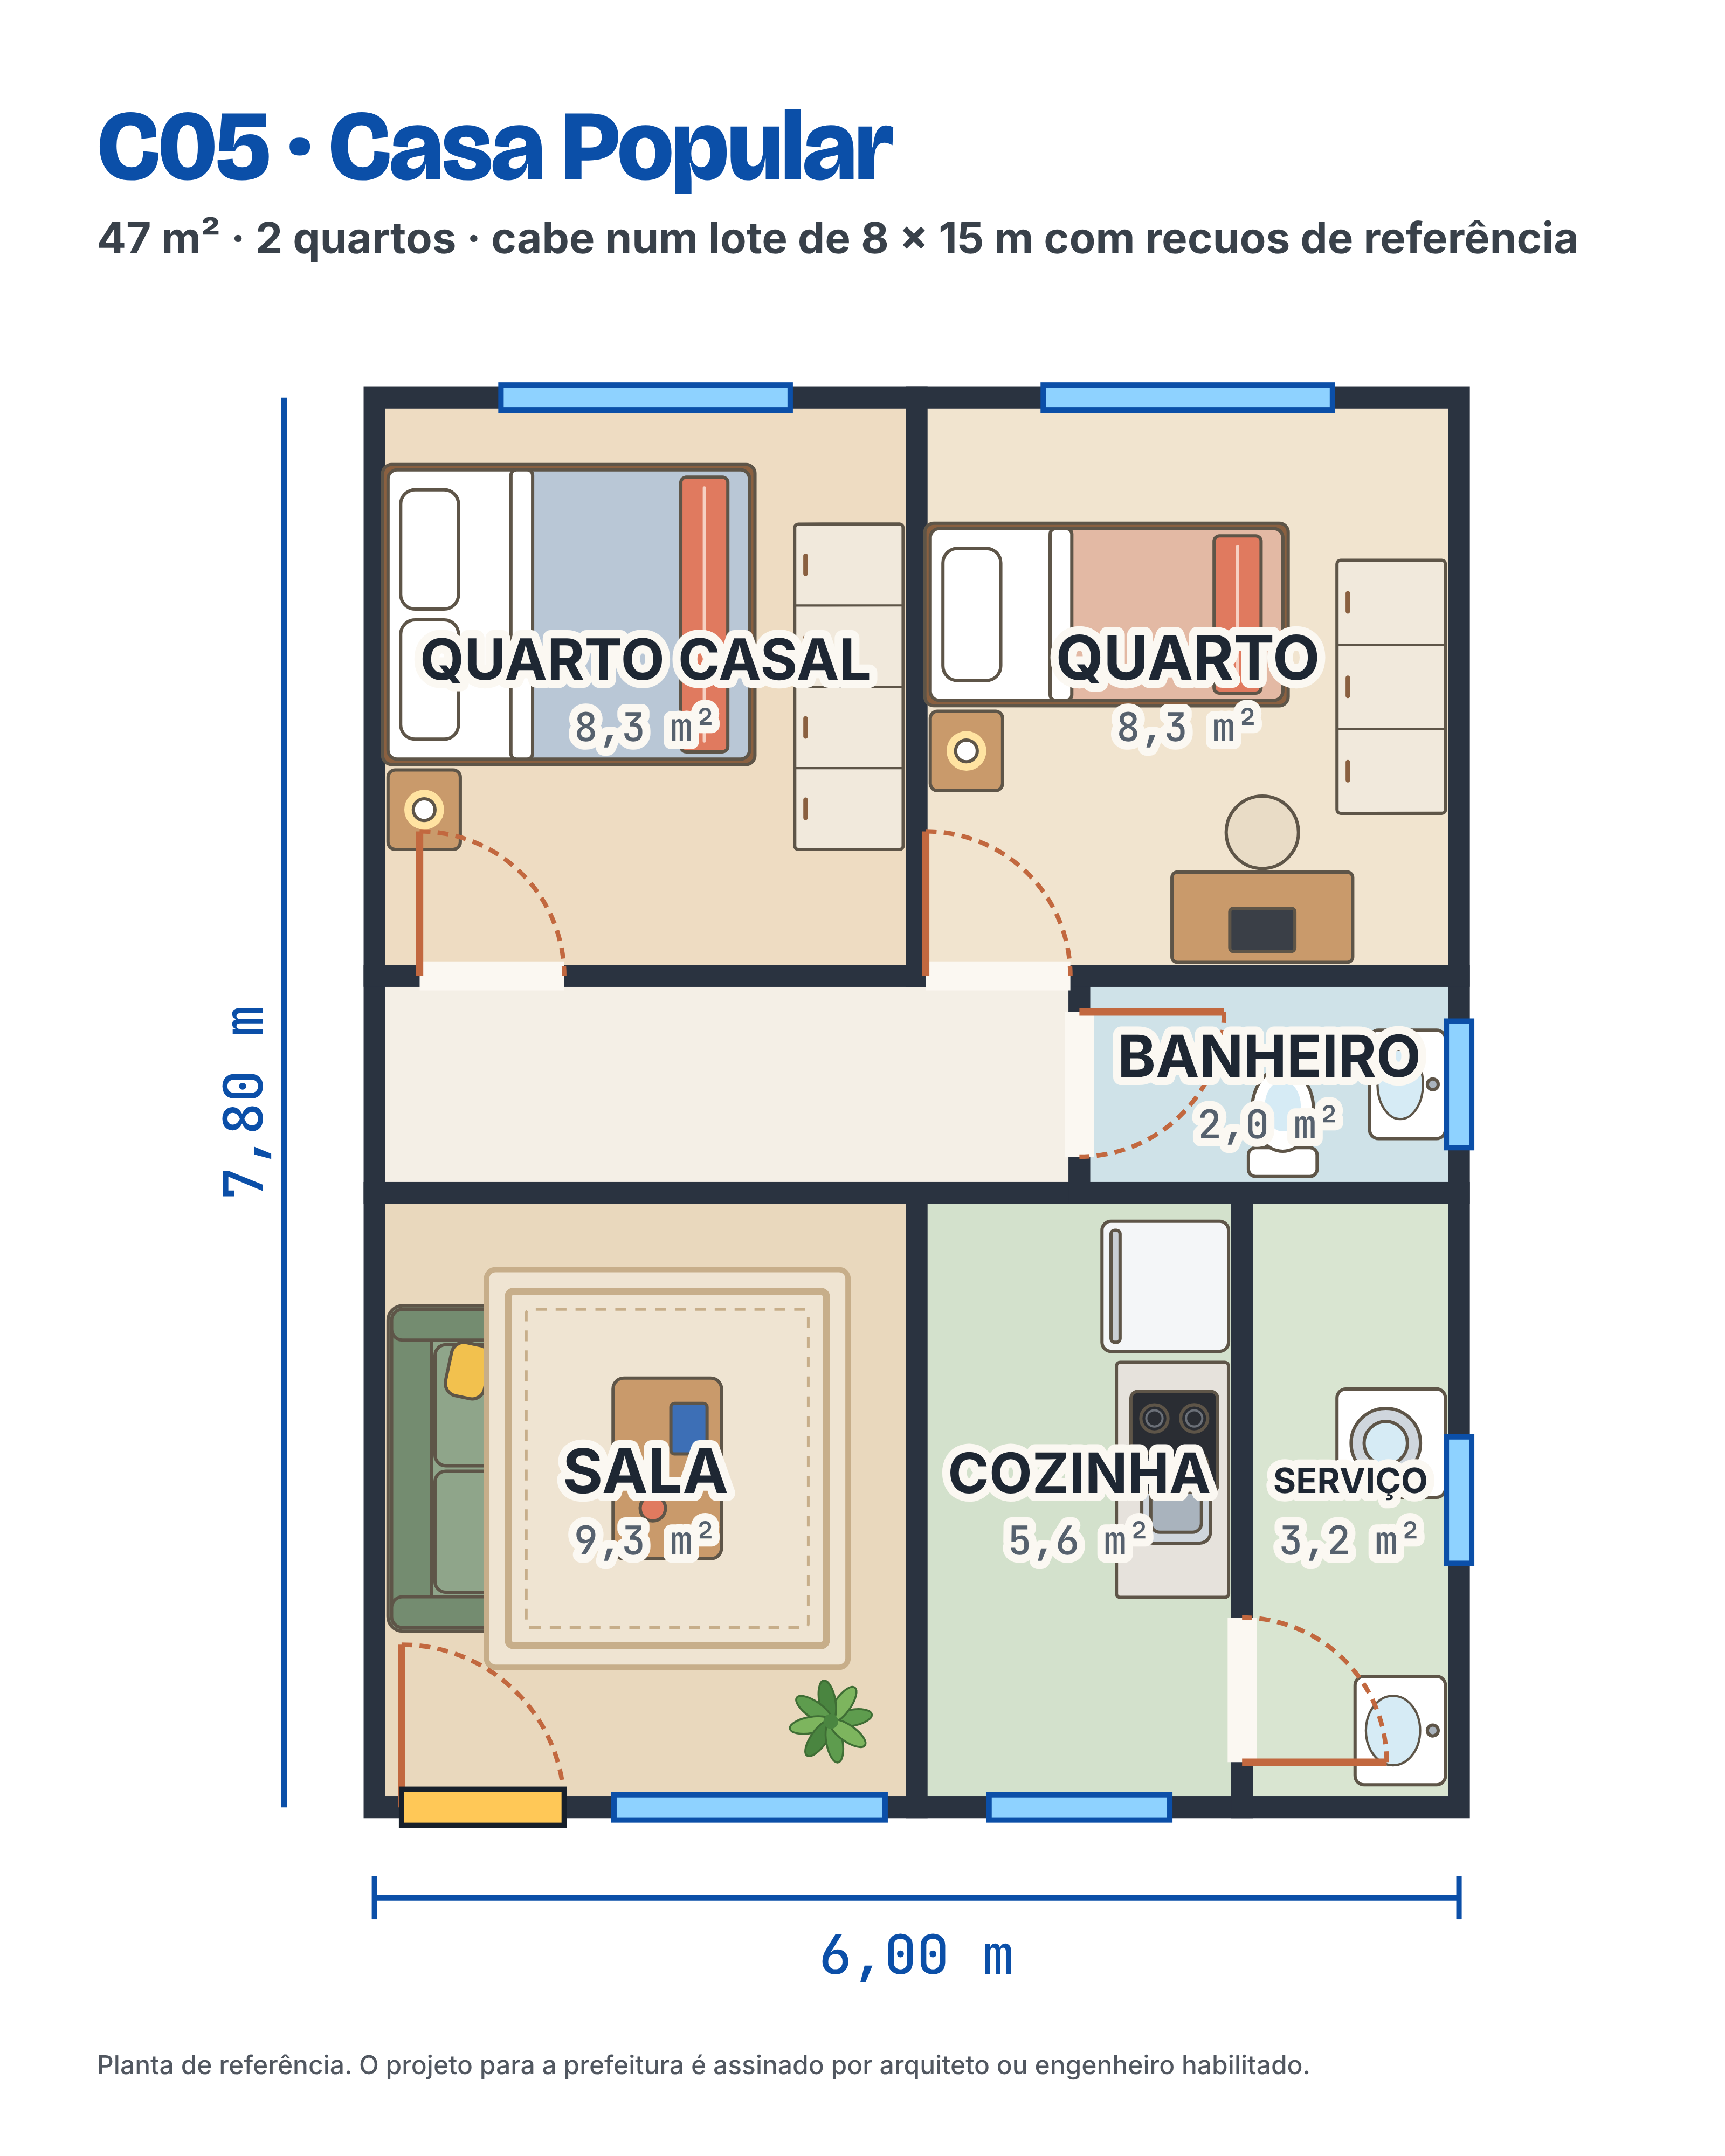 C05 · Casa Popular
47 m² · 2 quartos · cabe num lote de 8 × 15 m com recuos de referência
QUARTO CASAL
8,3 m²
QUARTO
8,3 m²
BANHEIRO
2,0 m²
7,80 m
SALA
9,3 m²
COZINHA
5,6 m²
SERVIÇO
3,2 m²
6,00 m
Planta de referência. O projeto para a prefeitura é assinado por arquiteto ou engenheiro habilitado.